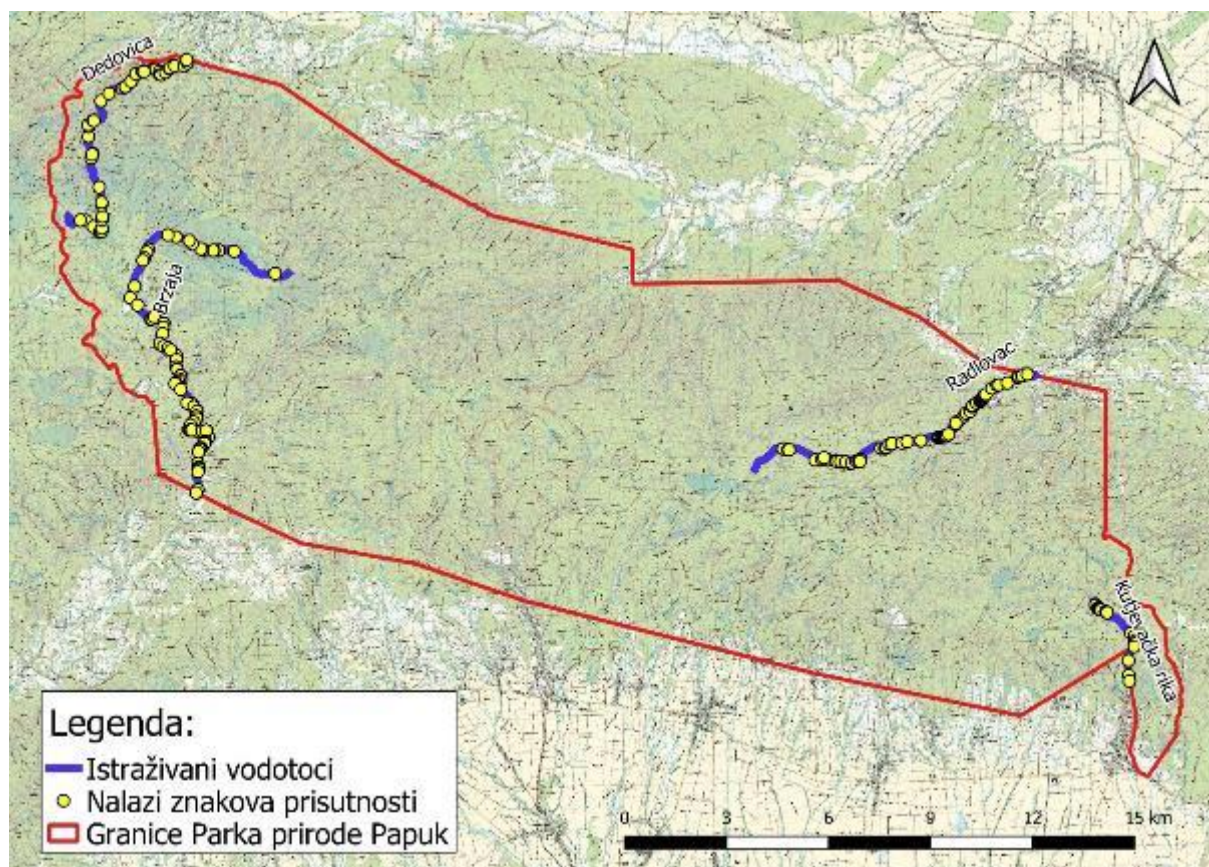 Đedovica
Brzaja
Radlovac
Kutjevačka rika
Legenda:
Istraživani vodotoci
Nalazi znakova prisutnosti
Granice Parka prirode Papuk
0 3 6 9 12 15 km